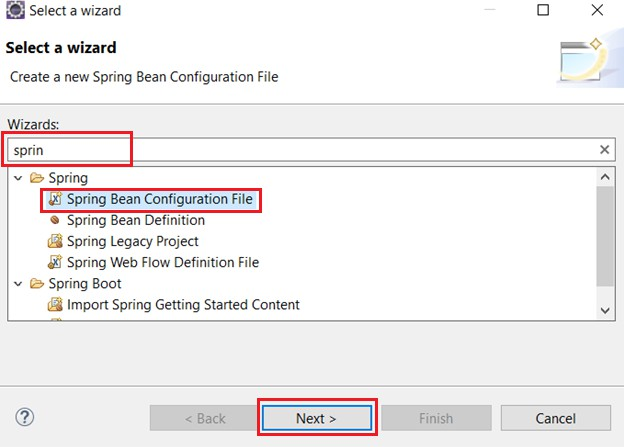 Select a wizard
Select a wizard
Create a new Spring Bean Configuration File
Wizards:
sprin
Spring
Spring Bean Configuration File
Spring Bean Definition
Spring Legacy Project
Spring Web Flow Definition File
Spring Boot
Import Spring Getting Started Content
< Back
Next >
Finish
Cancel